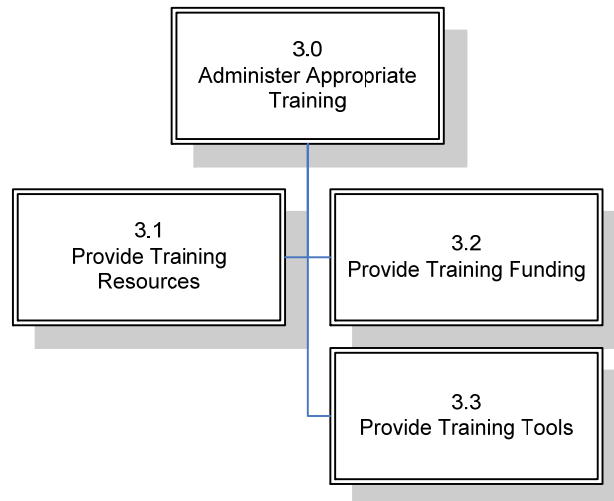 3.0
Administer Appropriate
Training
3.1
Provide Training
Resources
3.2
Provide Training Funding
3.3
Provide Training Tools